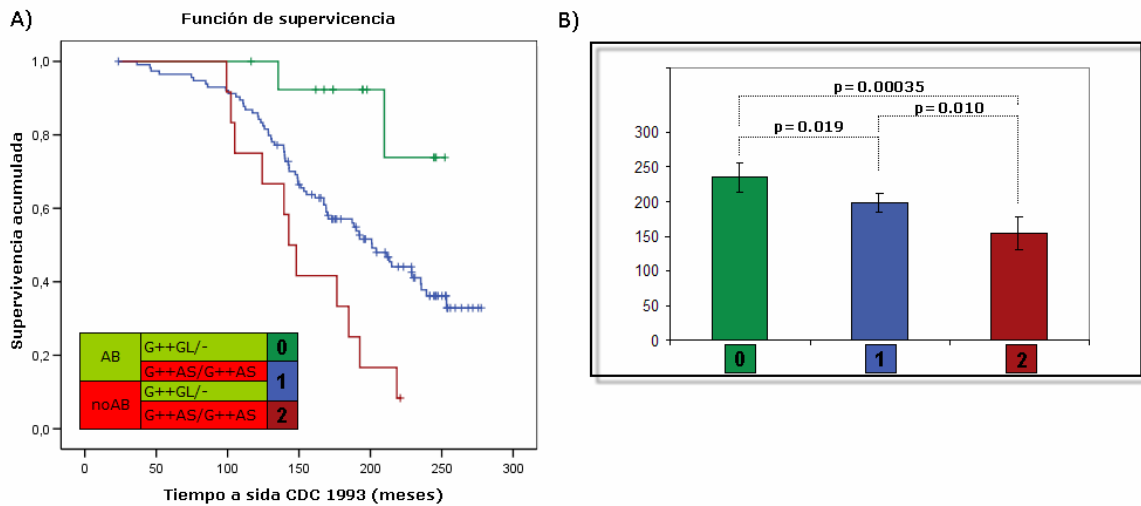 A)
Función de supervicencia
Supervivencia acumulada
1,0
0,8
0,6
0,4
0,2
0,0
AB
G++GL/-
0
G++AS/G++AS
1
noAB
G++GL/-
G++AS/G++AS
2
0
50
100
150
200
250
300
Tiempo a sida CDC 1993 (meses)
B)
p=0.00035
p=0.019
p=0.010
300
250
200
150
100
50
0
0
1
2